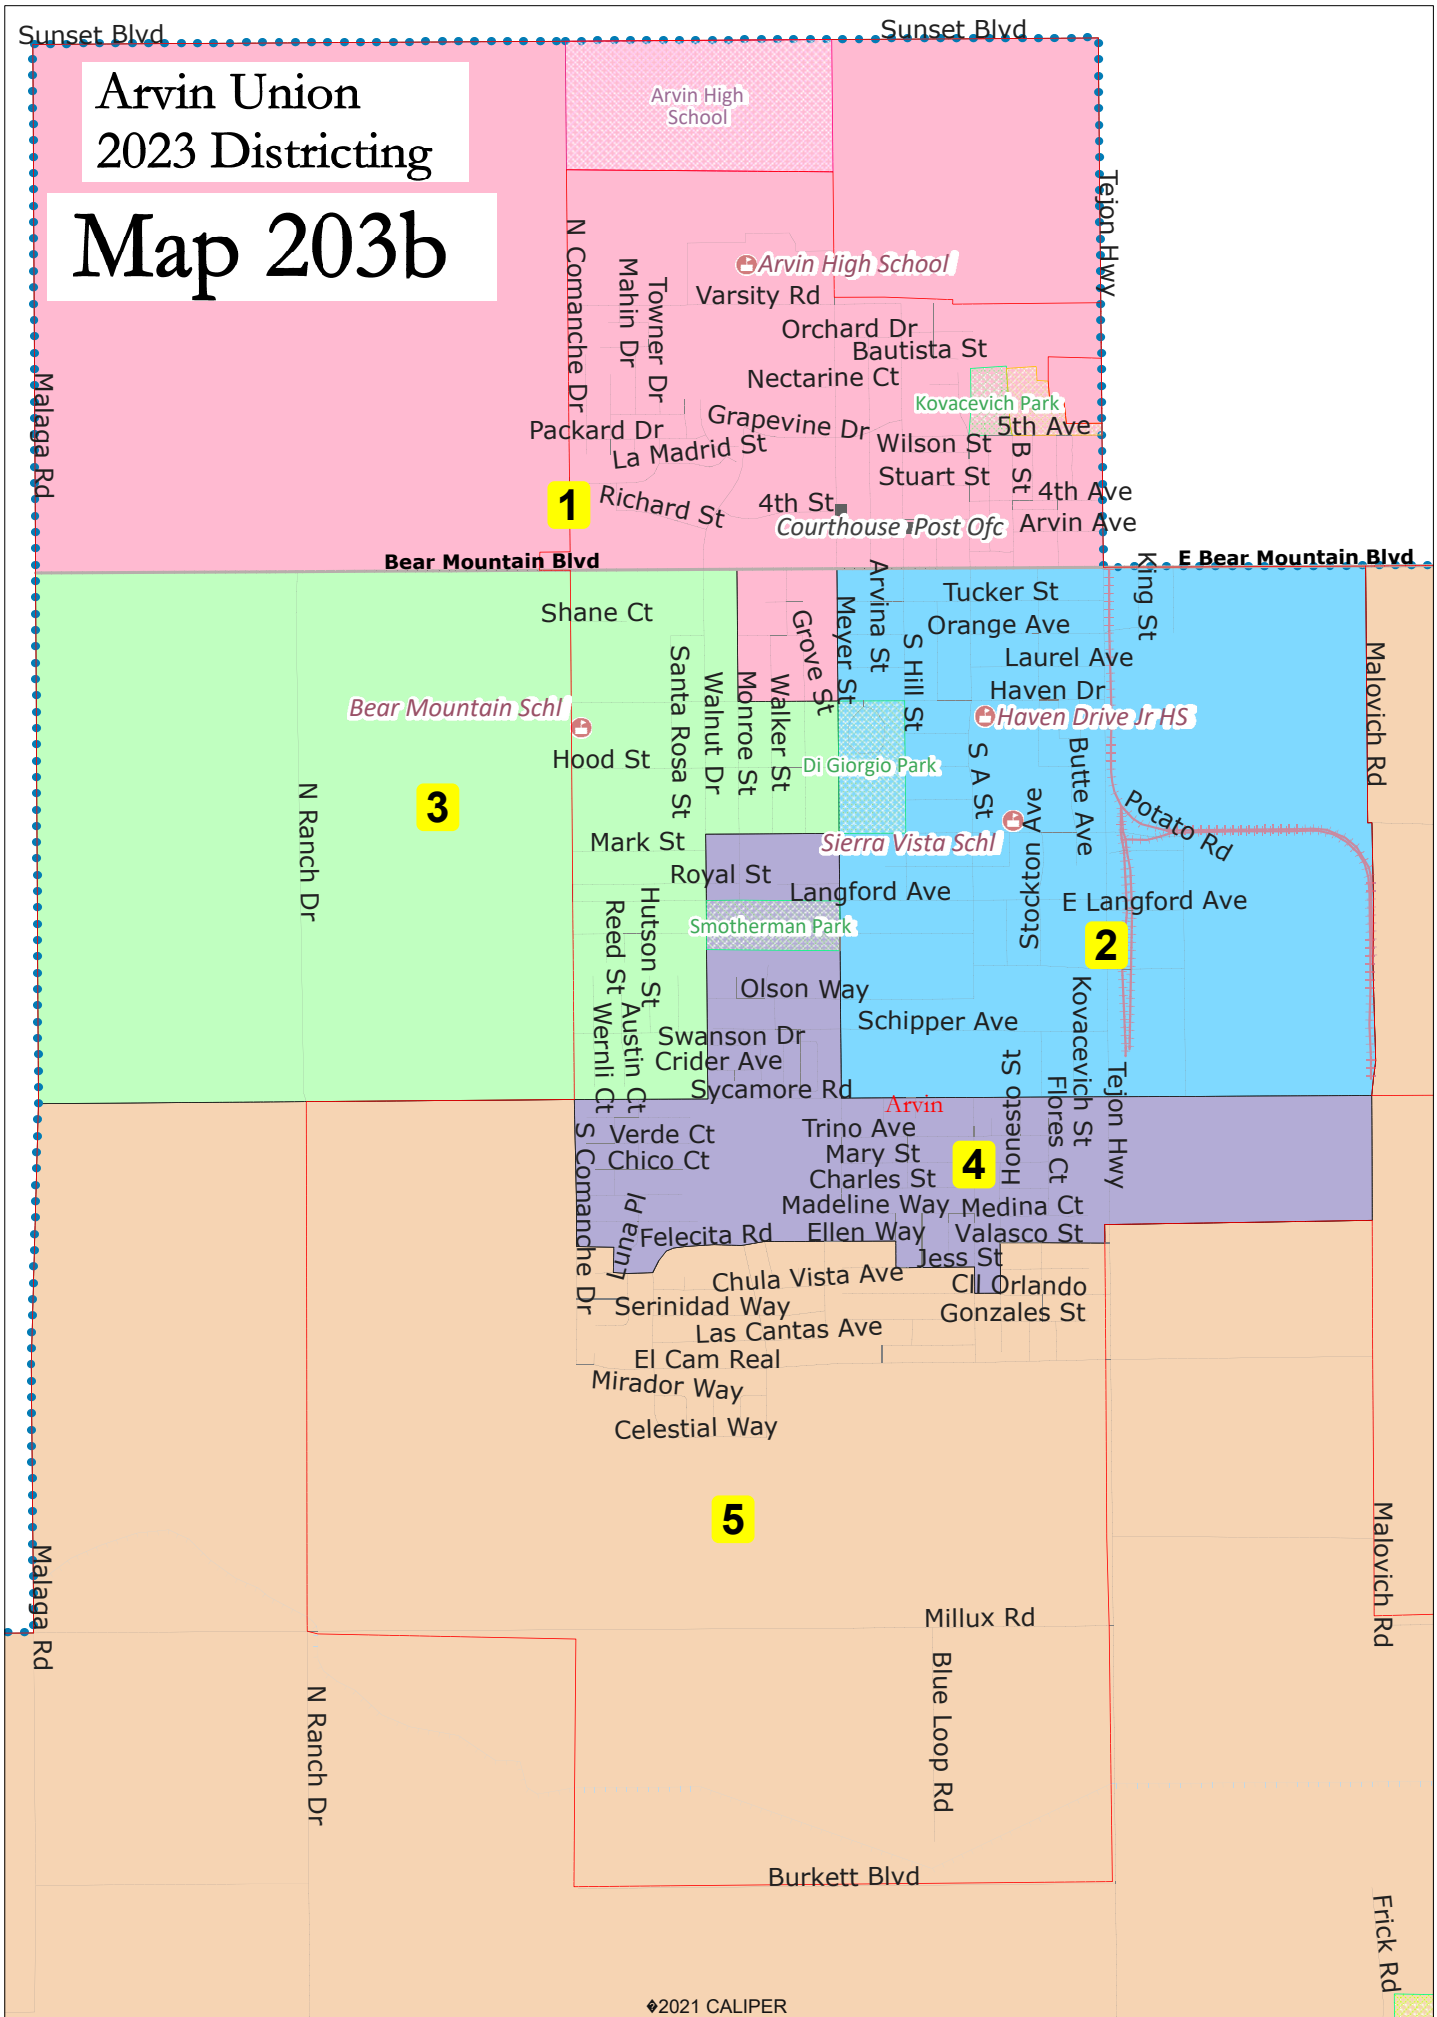 Sunset Blvd
Sunset Blvd
Arvin Union
2023 Districting
Map 203b
Arvin High
School
Tejon Hwy
N Comanche Dr
Mahin Dr
Towner Dr
Arvin High School
Varsity Rd
Orchard Dr
Bautista St
Nectarine Ct
Malaga Rd
Kovacevich Park
Grapevine Dr
5th Ave
Packard Dr
Wilson St
La Madrid St
B St
Stuart St
4th Ave
1
Richard St
4th St
Courthouse
Post Ofc
Arvin Ave
Bear Mountain Blvd
E Bear Mountain Blvd
King St
Arvina St
Tucker St
Shane Ct
Grove St
Meyer St
Orange Ave
S Hill St
Laurel Ave
Malovich Rd
Santa Rosa St
Walnut Dr
Monroe St
Walker St
Haven Dr
Bear Mountain Schl
Haven Drive Jr HS
Hood St
Di Giorgio Park
S A St
Butte Ave
N Ranch Dr
3
Stockton Ave
Potato Rd
Mark St
Sierra Vista Schl
Royal St
Langford Ave
E Langford Ave
Hutson St
Reed St
Smotherman Park
2
Olson Way
Kovacevich St
Wernli Ct
Austin Ct
Schipper Ave
Swanson Dr
Crider Ave
Honesto St
Flores Ct
Tejon Hwy
Sycamore Rd
Arvin
S Comanche Dr
Verde Ct
Trino Ave
Chico Ct
Mary St
4
Charles St
Luna Pl
Madeline Way
Medina Ct
Felecita Rd
Ellen Way
Valasco St
Jess St
Chula Vista Ave
Cll Orlando
Serinidad Way
Gonzales St
Las Cantas Ave
El Cam Real
Mirador Way
Celestial Way
5
Malaga Rd
Malovich Rd
Millux Rd
Blue Loop Rd
N Ranch Dr
Burkett Blvd
Frick Rd
�2021 CALIPER